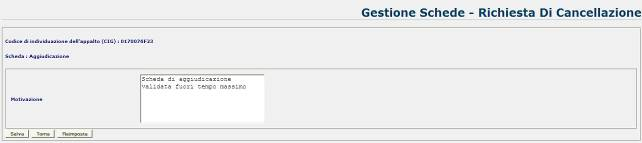 Gestione Schede - Richiesta Di Cancellazione
Codice di individuazione dell'appalto (CIG) : 0170076F33
Scheda : Aggiudicazione
Motivazione
Scheda di aggiudicazione
validata fuori tempo massimo
Salva Torna Reimposta